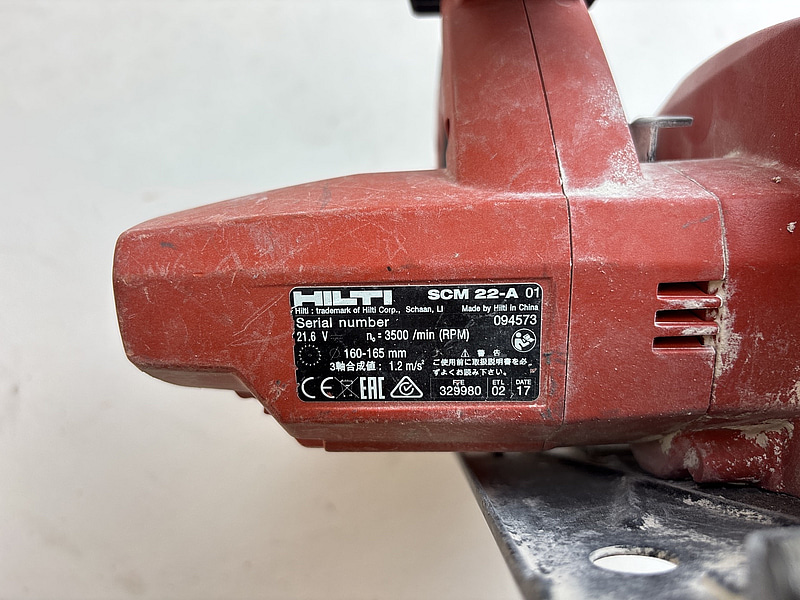 HILTI SCM 22-A 01
Hilti : trademark of Hilti Corp., Schaan, LI Made by Hilti in China
Serial number 094573
21.6 V n₀ = 3500 /min (RPM)
160-165 mm
3軸合成値: 1.2 m/s²
⚠ 警 告
ご使用前に取扱説明書を必
ずよくお読み下さい。
CE EAC
329980 ETL 02 DATE 17